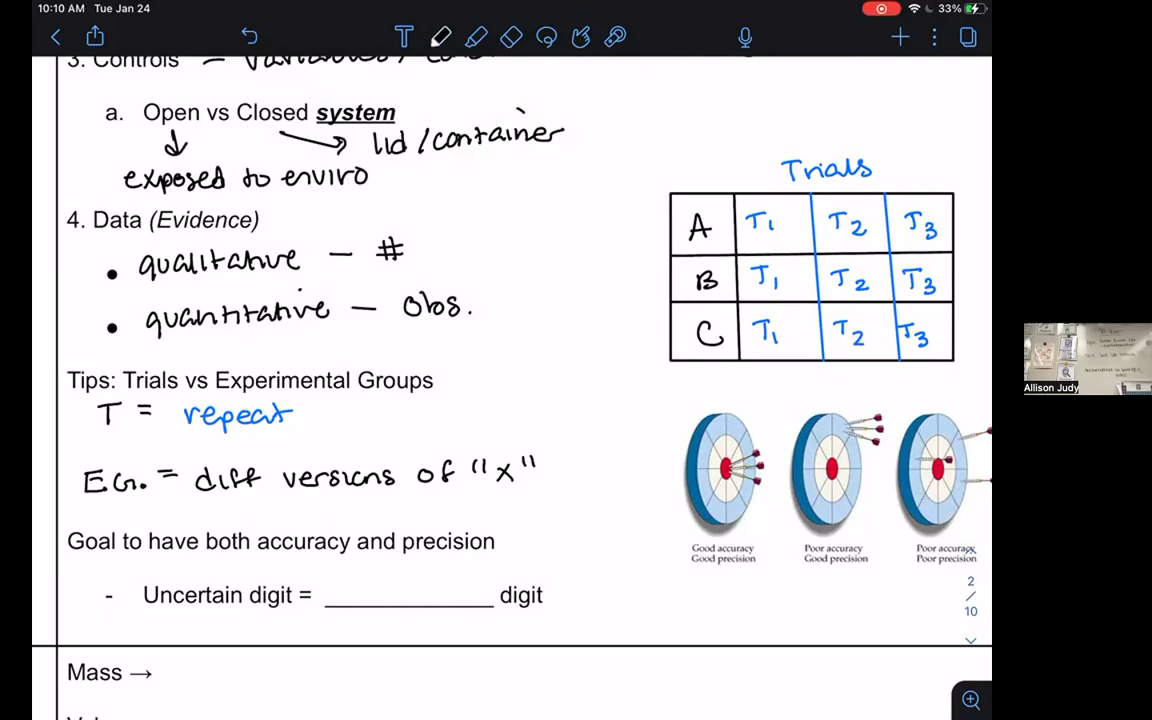 10:10 AM Tue Jan 24
33%
3. Controls = variables /
a. Open vs Closed system
lid / container
exposed to enviro
4. Data (Evidence)
• qualitative — #
• quantitative — obs.
Trials
A T1 T2 T3
B T1 T2 T3
C T1 T2 T3
Tips: Trials vs Experimental Groups
T = repeat
E.G. = diff versions of "x"
Good accuracy
Good precision
Poor accuracy
Good precision
Poor accuracy
Poor precision
Goal to have both accuracy and precision
- Uncertain digit = ______________ digit
2
/
10
Mass →
Allison Judy